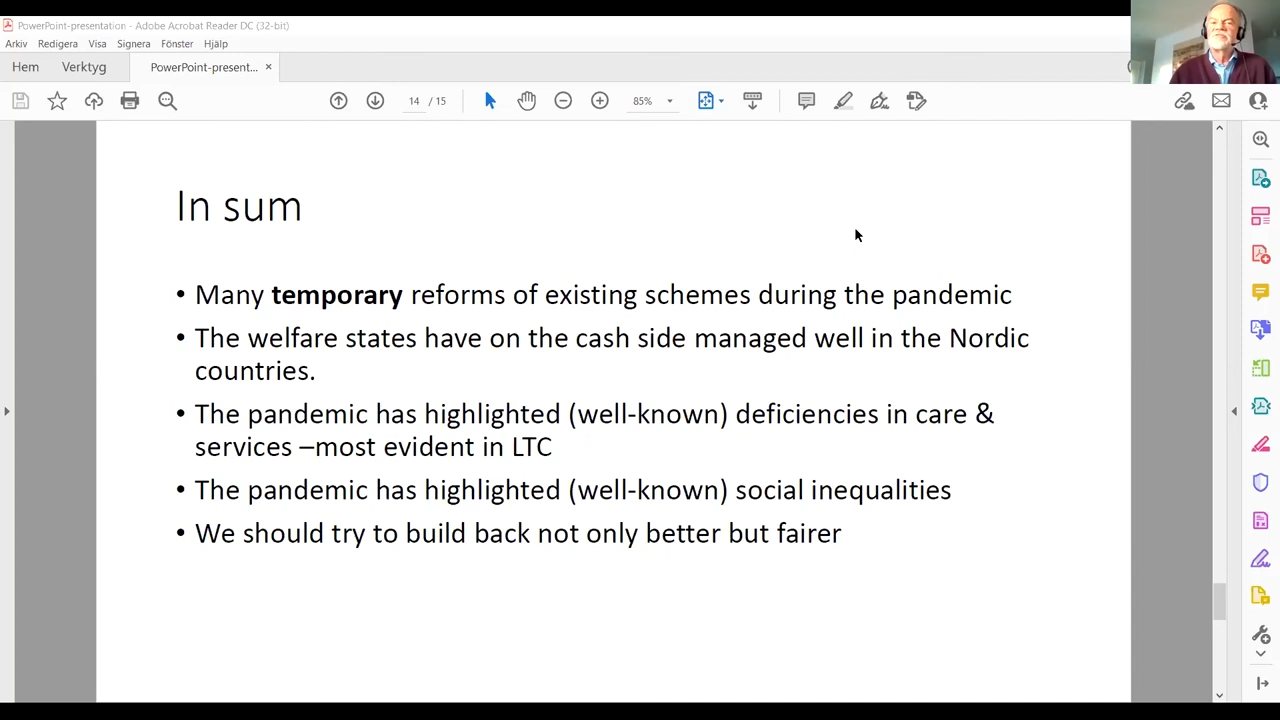 PowerPoint-presentation - Adobe Acrobat Reader DC (32-bit)
Arkiv Redigera Visa Signera Fönster Hjälp
Hem Verktyg PowerPoint-present... ×
14 / 15 85%
In sum
• Many temporary reforms of existing schemes during the pandemic
• The welfare states have on the cash side managed well in the Nordic
countries.
• The pandemic has highlighted (well-known) deficiencies in care &
services –most evident in LTC
• The pandemic has highlighted (well-known) social inequalities
• We should try to build back not only better but fairer